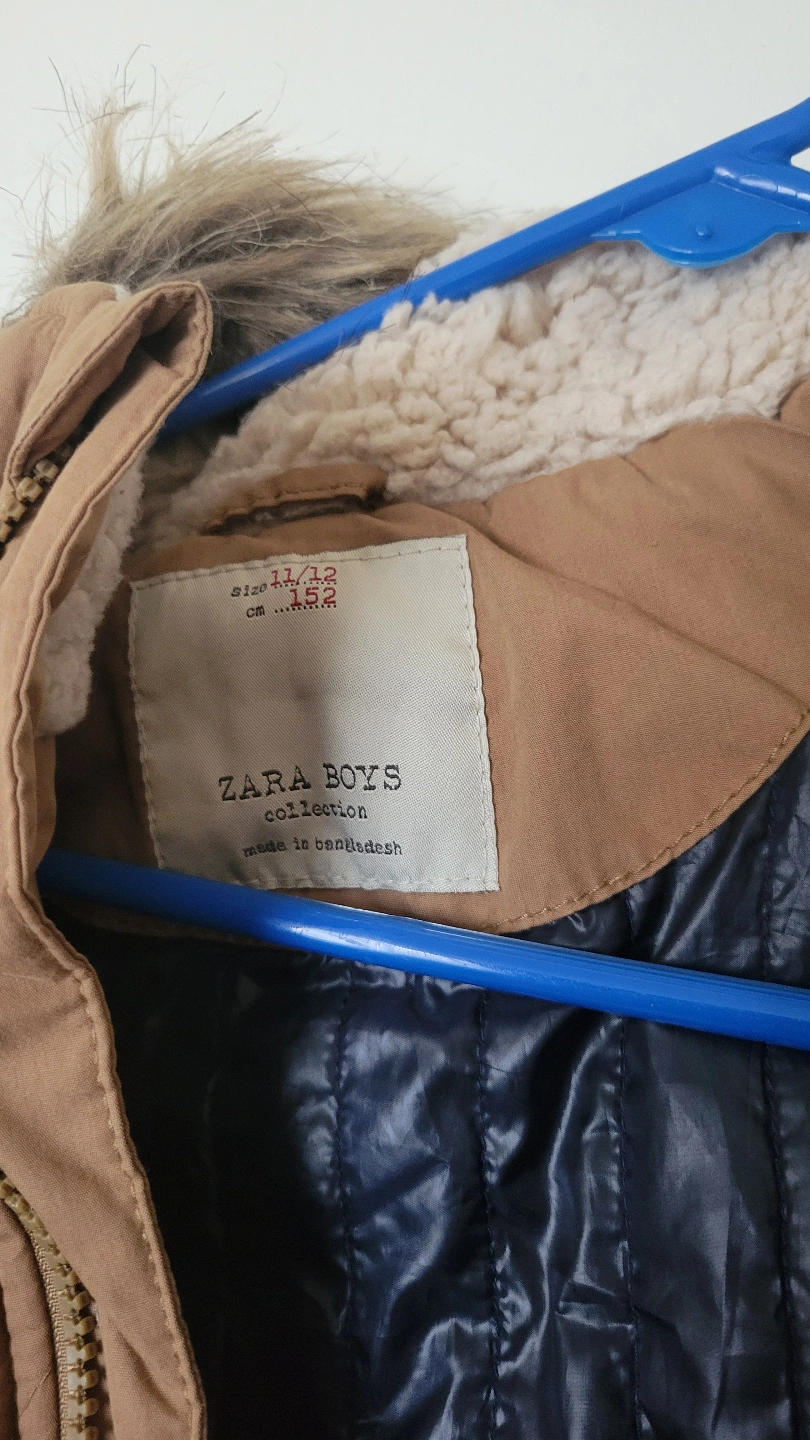 size 11/12
cm ......152
ZARA BOYS
collection
made in bangladesh